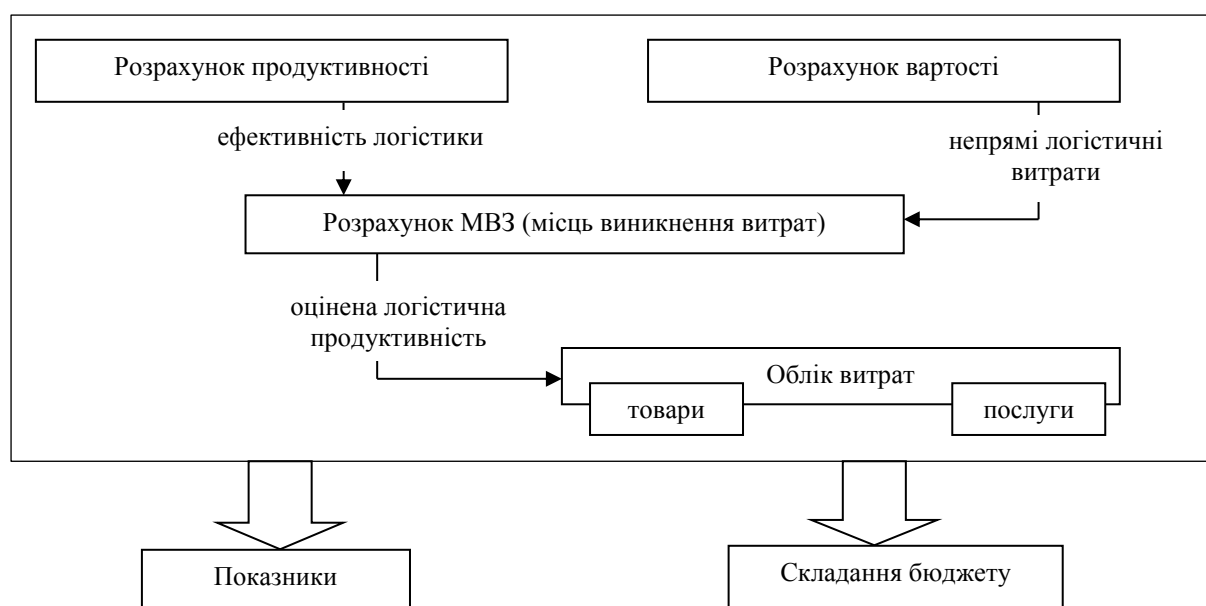 Розрахунок продуктивності
Розрахунок вартості
ефективність логістики
непрямі логістичні
витрати
Розрахунок МВЗ (місць виникнення витрат)
оцінена логістична
продуктивність
Облік витрат
товари
послуги
Показники
Складання бюджету